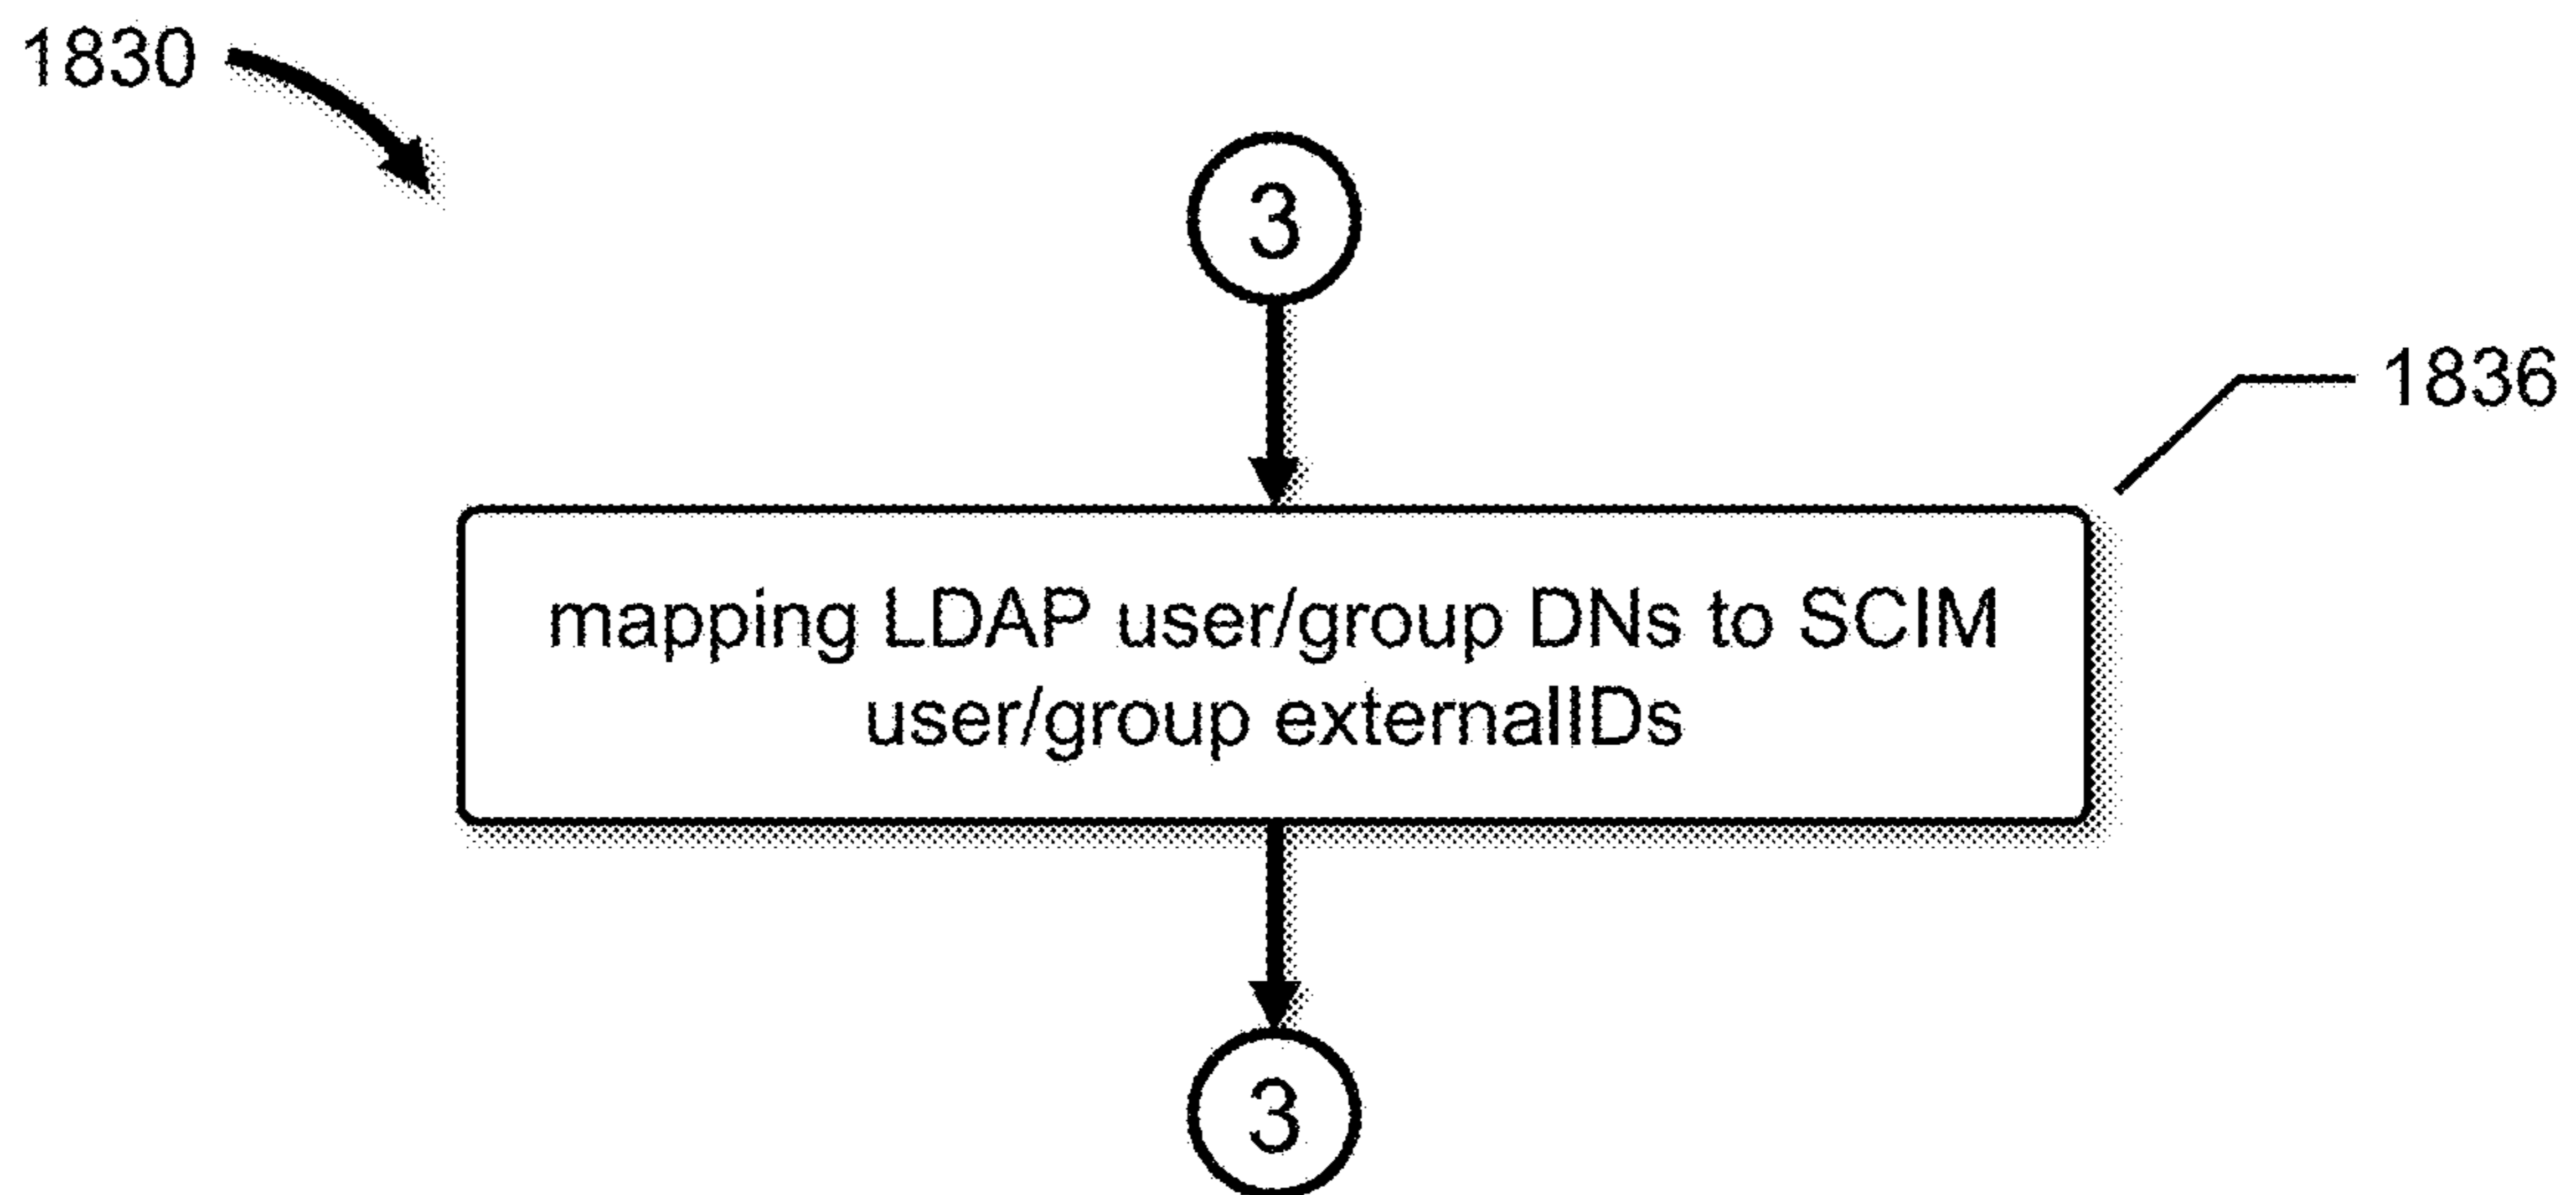 1830
3
1836
mapping LDAP user/group DNs to SCIM
user/group externalIDs
3